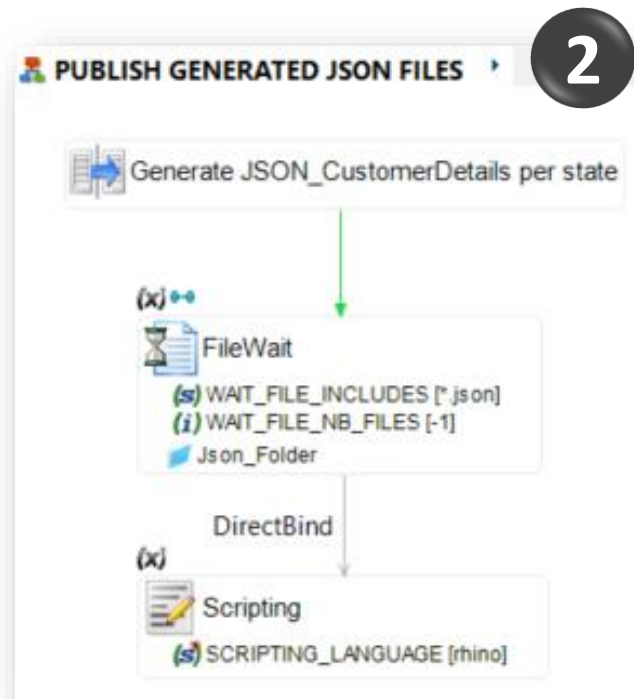 2
PUBLISH GENERATED JSON FILES
Generate JSON_CustomerDetails per state
(x)
FileWait
(s) WAIT_FILE_INCLUDES [*.json]
(i) WAIT_FILE_NB_FILES [-1]
Json_Folder
DirectBind
(x)
Scripting
(s) SCRIPTING_LANGUAGE [rhino]